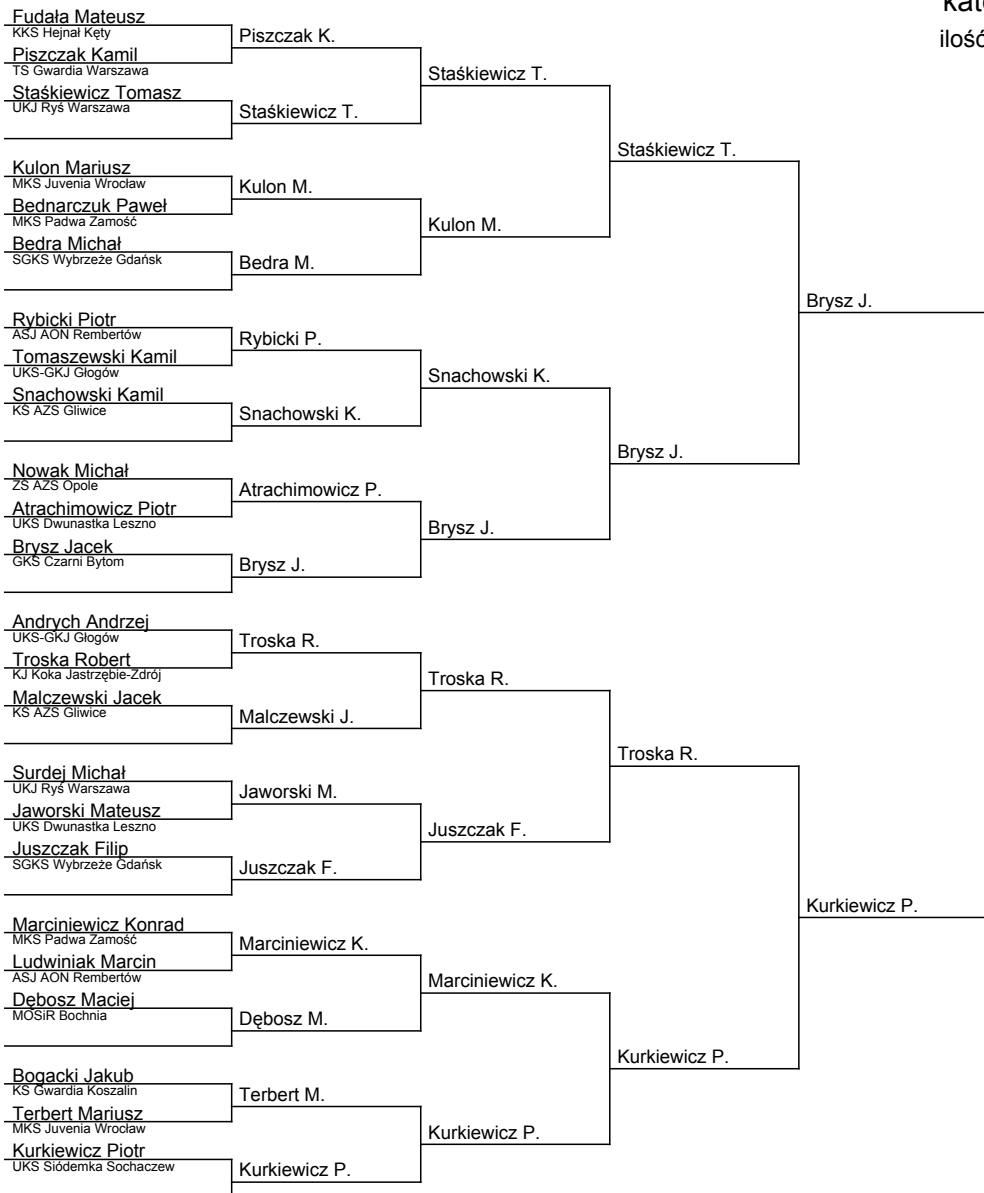 kat
ilość
Fudała Mateusz
KKS Hejnał Kęty
Piszczak K.
Piszczak Kamil
TS Gwardia Warszawa
Staśkiewicz T.
Staśkiewicz Tomasz
UKJ Ryś Warszawa
Staśkiewicz T.
Staśkiewicz T.
Kulon Mariusz
MKS Juvenia Wrocław
Kulon M.
Bednarczuk Paweł
MKS Padwa Zamość
Kulon M.
Bedra Michał
SGKS Wybrzeże Gdańsk
Bedra M.
Brysz J.
Rybicki Piotr
ASJ AON Rembertów
Rybicki P.
Tomaszewski Kamil
UKS-GKJ Głogów
Snachowski K.
Snachowski Kamil
KS AZS Gliwice
Snachowski K.
Brysz J.
Nowak Michał
ZS AZS Opole
Atrachimowicz P.
Atrachimowicz Piotr
UKS Dwunastka Leszno
Brysz J.
Brysz Jacek
GKS Czarni Bytom
Brysz J.
Andrych Andrzej
UKS-GKJ Głogów
Troska R.
Troska Robert
KJ Koka Jastrzębie-Zdrój
Troska R.
Malczewski Jacek
KS AZS Gliwice
Malczewski J.
Troska R.
Surdej Michał
UKJ Ryś Warszawa
Jaworski M.
Jaworski Mateusz
UKS Dwunastka Leszno
Juszczak F.
Juszczak Filip
SGKS Wybrzeże Gdańsk
Juszczak F.
Kurkiewicz P.
Marciniewicz Konrad
MKS Padwa Zamość
Marciniewicz K.
Ludwiniak Marcin
ASJ AON Rembertów
Marciniewicz K.
Dębosz Maciej
MOSiR Bochnia
Dębosz M.
Kurkiewicz P.
Bogacki Jakub
KS Gwardia Koszalin
Terbert M.
Terbert Mariusz
MKS Juvenia Wrocław
Kurkiewicz P.
Kurkiewicz Piotr
UKS Siódemka Sochaczew
Kurkiewicz P.